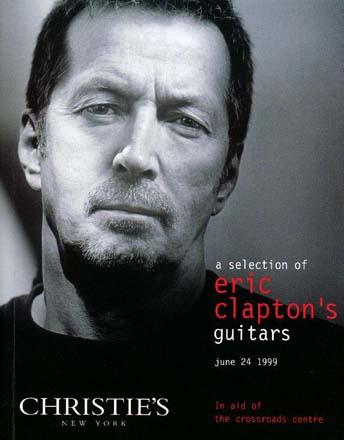 a selection of
eric
clapton's
guitars
june 24 1999
CHRISTIE'S
NEW YORK
In aid of
the crossroads centre